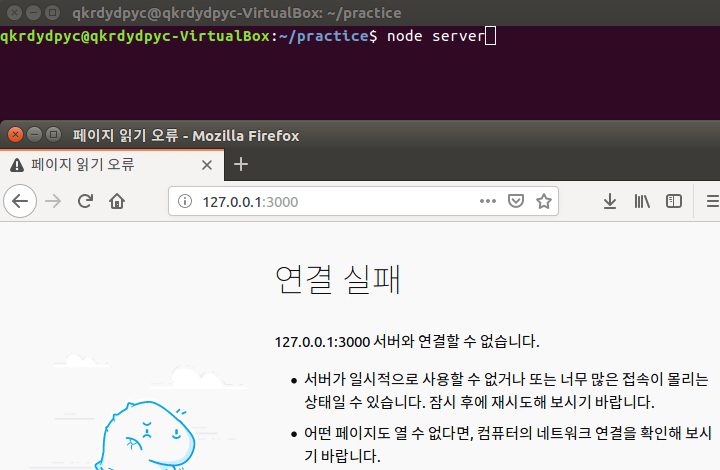 qkrdydpyc@qkrdydpyc-VirtualBox: ~/practice
qkrdydpyc@qkrdydpyc-VirtualBox:~/practice$ node server
페이지 읽기 오류 - Mozilla Firefox
페이지 읽기 오류
127.0.0.1:3000
연결 실패
127.0.0.1:3000 서버와 연결할 수 없습니다.
• 서버가 일시적으로 사용할 수 없거나 또는 너무 많은 접속이 몰리는
상태일 수 있습니다. 잠시 후에 재시도해 보시기 바랍니다.
• 어떤 페이지도 열 수 없다면, 컴퓨터의 네트워크 연결을 확인해 보시
기 바랍니다.